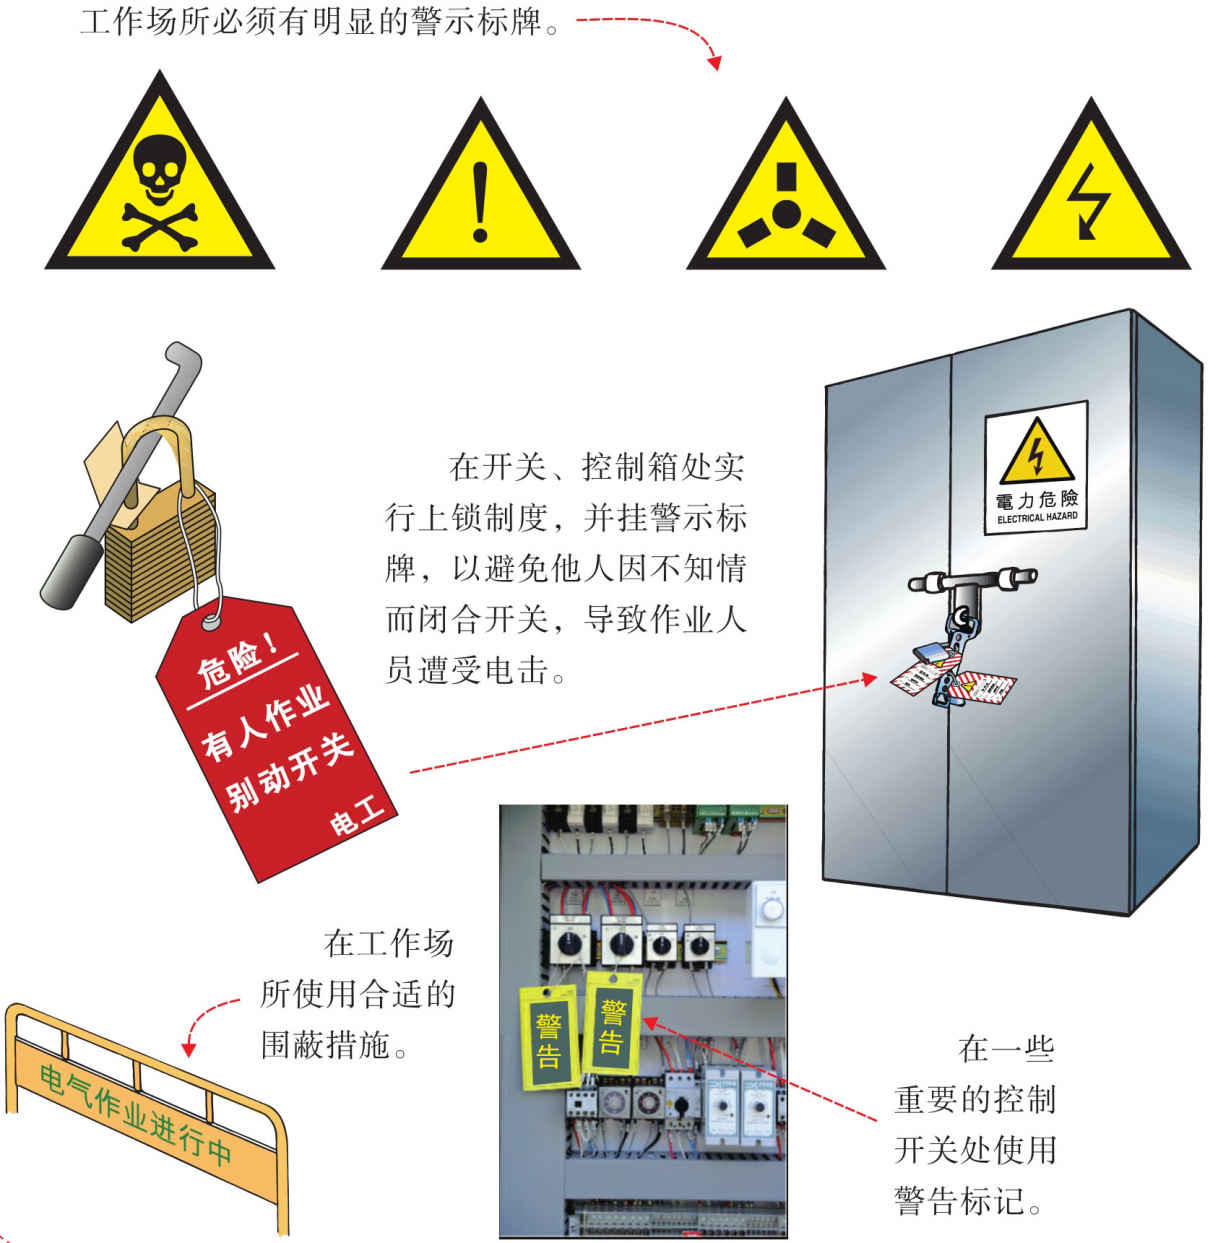 工作场所必须有明显的警示标牌。
在开关、控制箱处实
行上锁制度，并挂警示标
牌，以避免他人因不知情
而闭合开关，导致作业人
员遭受电击。
電力危險
ELECTRICAL HAZARD
危险！
有人作业
别动开关
电工
在工作场
所使用合适的
围蔽措施。
电气作业进行中
警告
警告
在一些
重要的控制
开关处使用
警告标记。